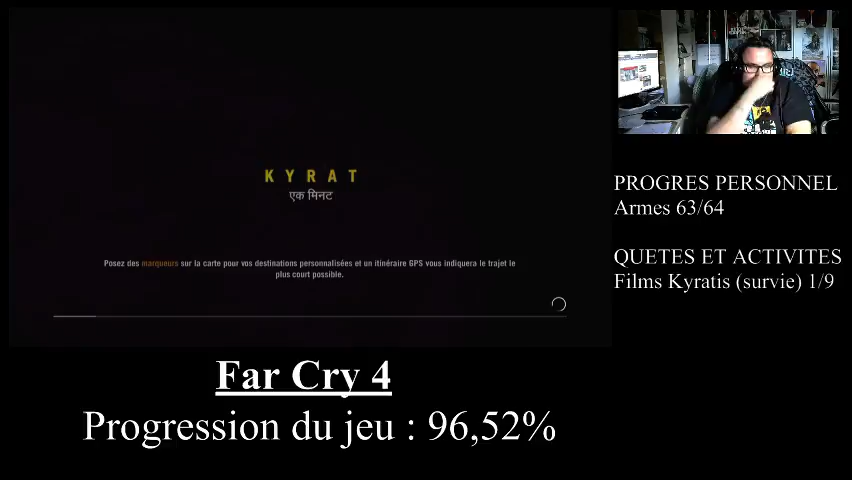 KYRAT
एक मिनट
Posez des marqueurs sur la carte pour vos destinations personnalisées et un itinéraire GPS vous indiquera le trajet le
plus court possible.
PROGRES PERSONNEL
Armes 63/64
QUETES ET ACTIVITES
Films Kyratis (survie) 1/9
Far Cry 4
Progression du jeu : 96,52%